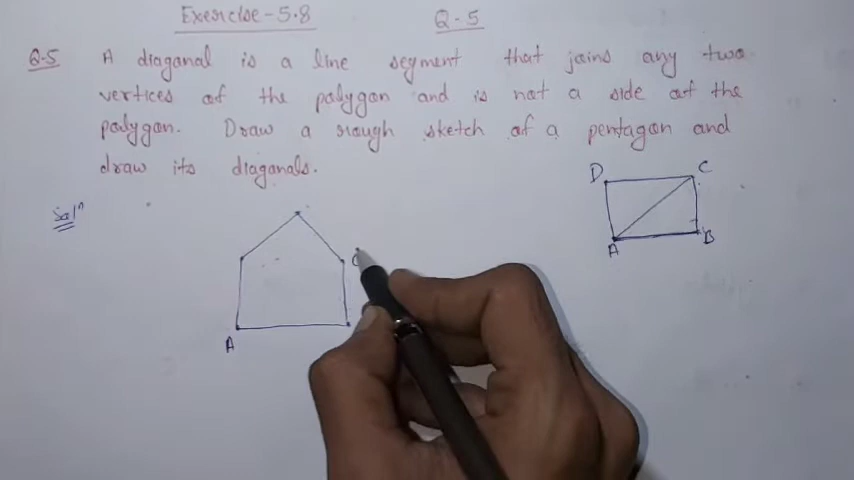 Exercise-5.8
Q-5
Q-5 A diagonal is a line segment that joins any two
vertices of the polygon and is not a side of the
polygon. Draw a rough sketch of a pentagon and
draw its diagonals.
Solⁿ
D C
A B
A